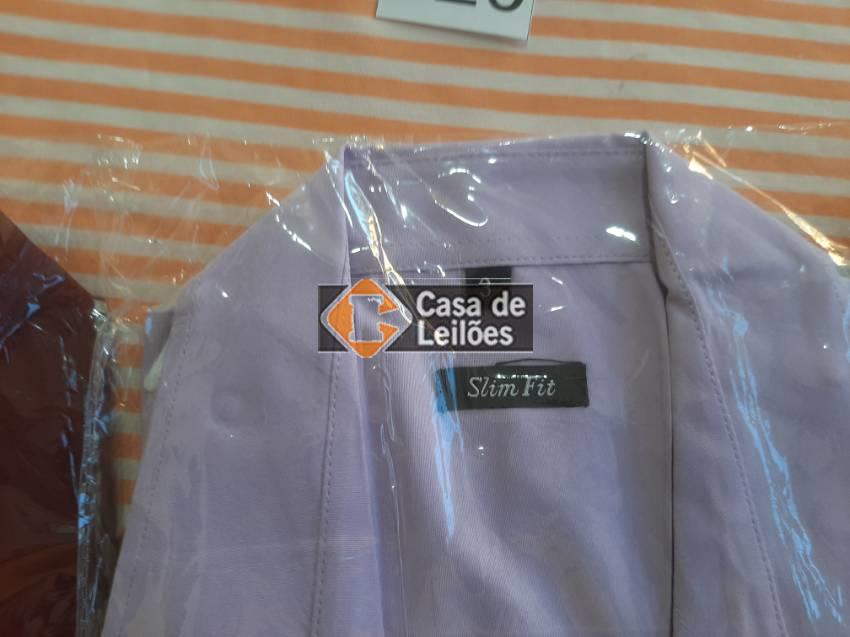 Casa de
Leilões
Slim Fit